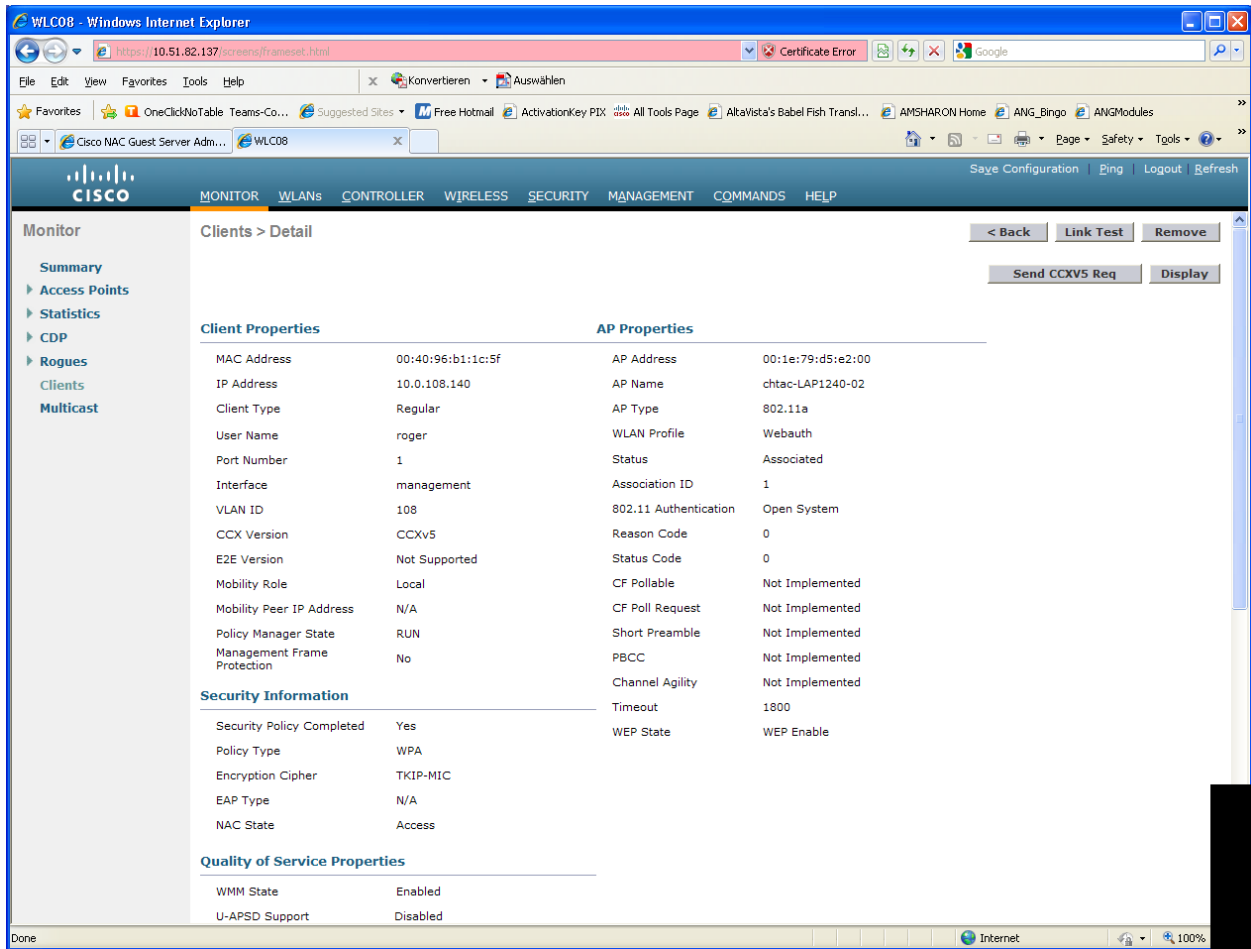 WLC08 - Windows Internet Explorer
https://10.51.82.137/screens/frameset.html
Certificate Error
Google
File Edit View Favorites Tools Help
x Konvertieren Auswählen
Favorites OneClickNoTable Teams-Co... Suggested Sites Free Hotmail ActivationKey PIX All Tools Page AltaVista's Babel Fish Transl... AMSHARON Home ANG_Bingo ANGModules »
Cisco NAC Guest Server Adm... WLC08 x Page Safety Tools »
Save Configuration | Ping | Logout | Refresh
CISCO
MONITOR WLANs CONTROLLER WIRELESS SECURITY MANAGEMENT COMMANDS HELP
Monitor
Summary
Access Points
Statistics
CDP
Rogues
Clients
Multicast
Clients > Detail
< Back Link Test Remove
Send CCXV5 Req Display
Client Properties
MAC Address 00:40:96:b1:1c:5f
IP Address 10.0.108.140
Client Type Regular
User Name roger
Port Number 1
Interface management
VLAN ID 108
CCX Version CCXv5
E2E Version Not Supported
Mobility Role Local
Mobility Peer IP Address N/A
Policy Manager State RUN
Management Frame
Protection No
Security Information
Security Policy Completed Yes
Policy Type WPA
Encryption Cipher TKIP-MIC
EAP Type N/A
NAC State Access
Quality of Service Properties
WMM State Enabled
U-APSD Support Disabled
AP Properties
AP Address 00:1e:79:d5:e2:00
AP Name chtac-LAP1240-02
AP Type 802.11a
WLAN Profile Webauth
Status Associated
Association ID 1
802.11 Authentication Open System
Reason Code 0
Status Code 0
CF Pollable Not Implemented
CF Poll Request Not Implemented
Short Preamble Not Implemented
PBCC Not Implemented
Channel Agility Not Implemented
Timeout 1800
WEP State WEP Enable
Done
Internet
100%